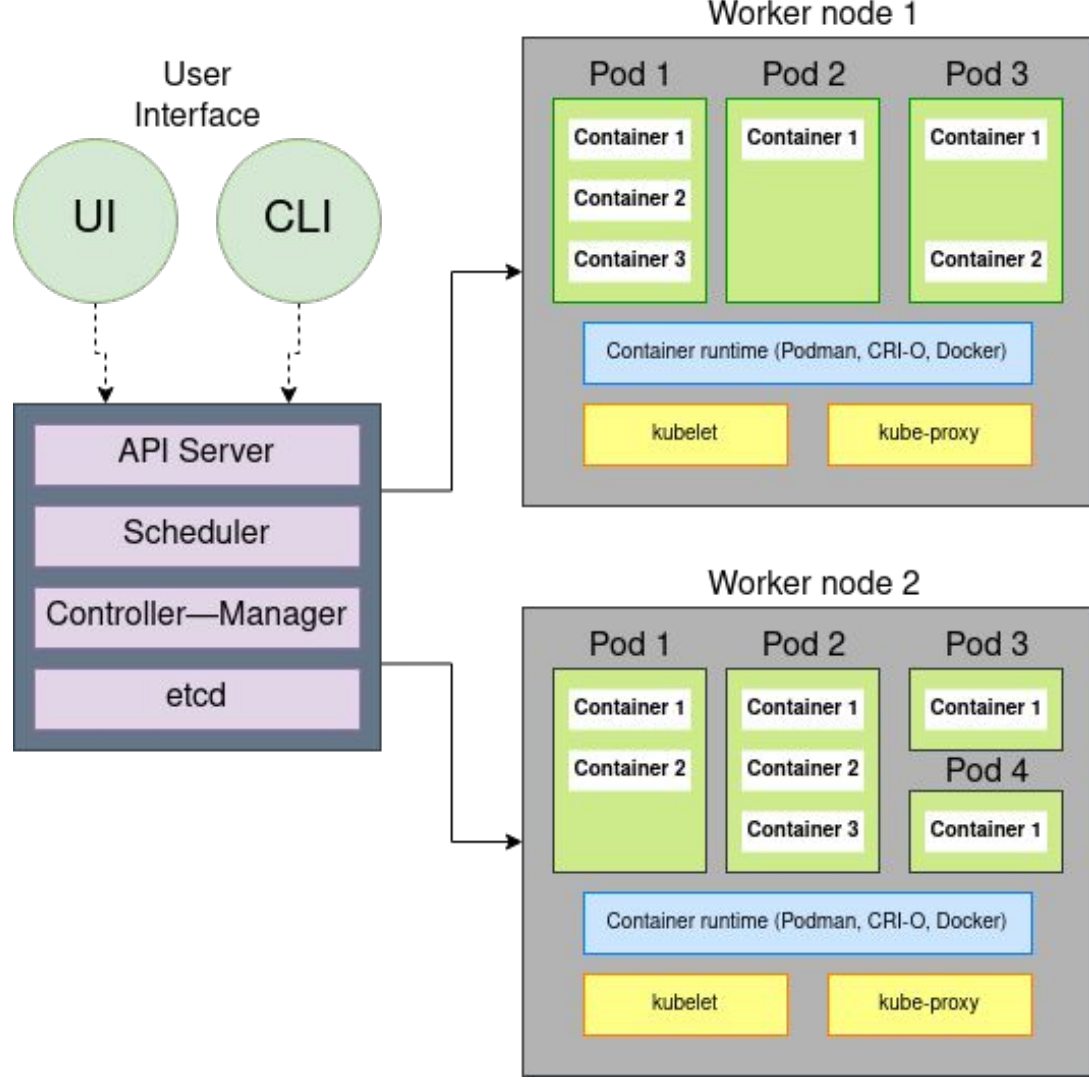 User
Interface
UI
CLI
API Server
Scheduler
Controller—Manager
etcd
Worker node 1
Pod 1
Container 1
Container 2
Container 3
Pod 2
Container 1
Pod 3
Container 1
Container 2
Container runtime (Podman, CRI-O, Docker)
kubelet
kube-proxy
Worker node 2
Pod 1
Container 1
Container 2
Pod 2
Container 1
Container 2
Container 3
Pod 3
Container 1
Pod 4
Container 1
Container runtime (Podman, CRI-O, Docker)
kubelet
kube-proxy